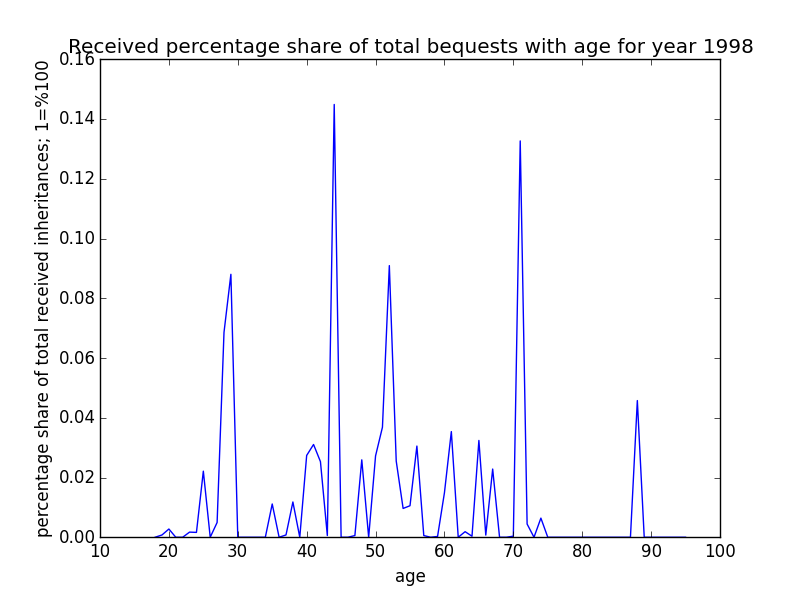 Received percentage share of total bequests with age for year 1998
percentage share of total received inheritances; 1=%100
0.16
0.14
0.12
0.10
0.08
0.06
0.04
0.02
0.00
10 20 30 40 50 60 70 80 90 100
age